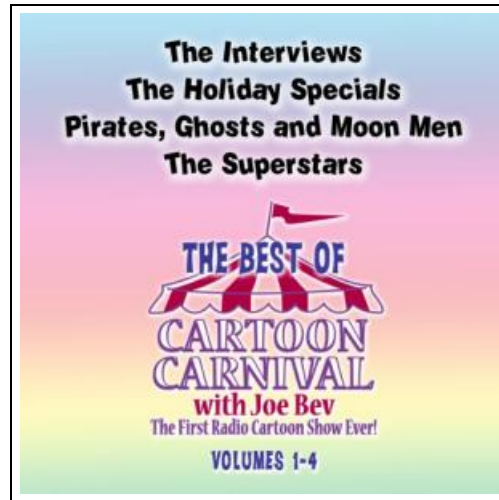 The Interviews
The Holiday Specials
Pirates, Ghosts and Moon Men
The Superstars
THE BEST OF
CARTOON
CARNIVAL
with Joe Bev
The First Radio Cartoon Show Ever!
VOLUMES 1-4